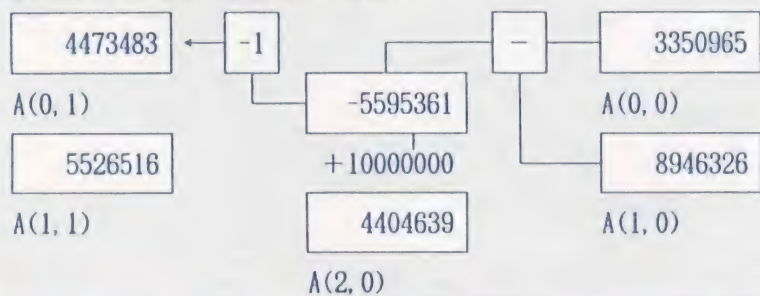 4473483 -1 − 3350965
A(0,1) -5595361 A(0,0)
5526516 +10000000 8946326
A(1,1) 4404639 A(1,0)
A(2,0)